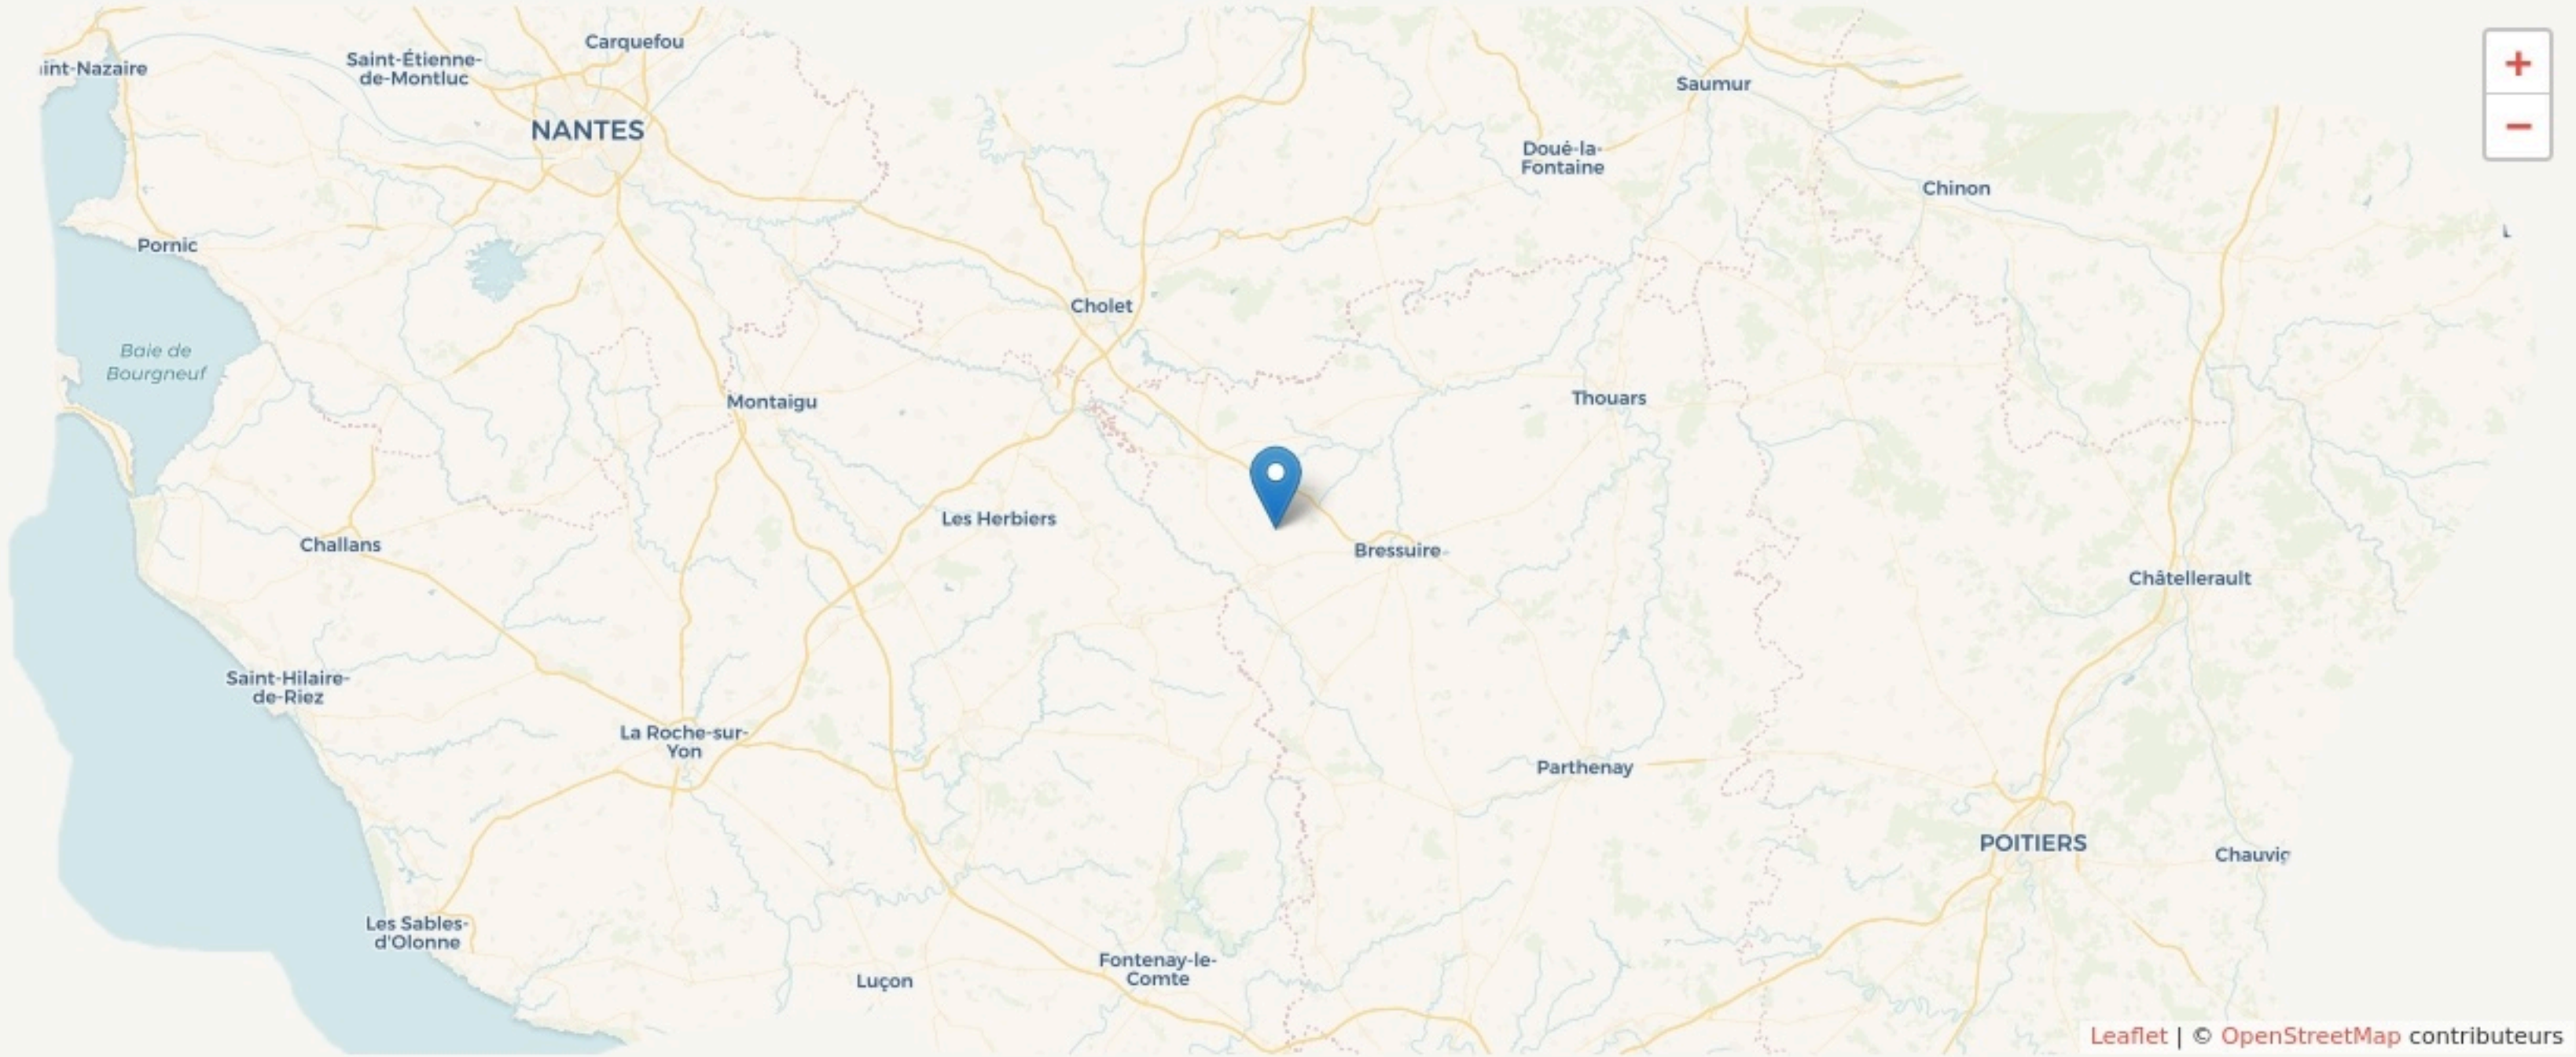 Carquefou
Saint-Étienne-
de-Montluc
int-Nazaire
+
Saumur
−
NANTES
Doué-la-
Fontaine
Chinon
Pornic
Cholet
Baie de
Bourgneuf
Thouars
Montaigu
Les Herbiers
Challans
Bressuire
Châtellerault
Saint-Hilaire-
de-Riez
La Roche-sur-
Yon
Parthenay
POITIERS
Chauvig
Les Sables-
d'Olonne
Fontenay-le-
Comte
Luçon
Leaflet | © OpenStreetMap contributeurs